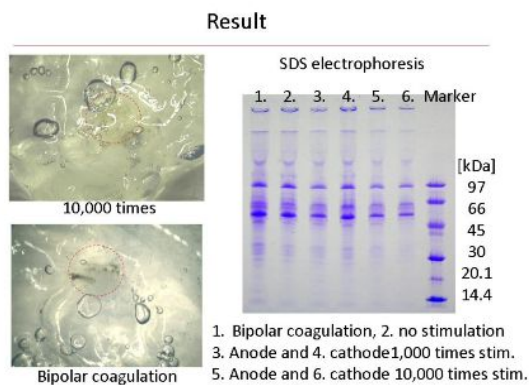 Result
10,000 times
Bipolar coagulation
SDS electrophoresis
1. 2. 3. 4. 5. 6. Marker
[kDa]
97
66
45
30
20.1
14.4
1. Bipolar coagulation, 2. no stimulation
3. Anode and 4. cathode1,000 times stim.
5. Anode and 6. cathode 10,000 times stim.